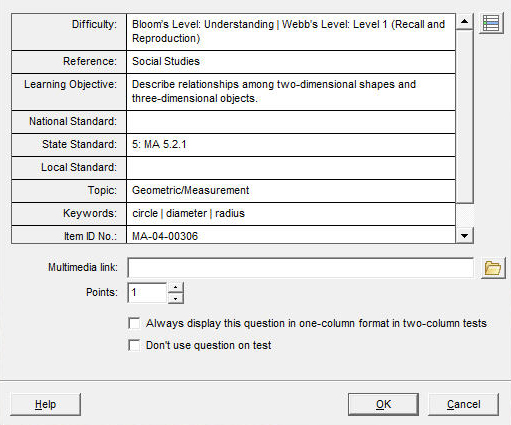 Difficulty: Bloom's Level: Understanding | Webb's Level: Level 1 (Recall and
Reproduction)
Reference: Social Studies
Learning Objective: Describe relationships among two-dimensional shapes and
three-dimensional objects.
National Standard:
State Standard: 5: MA 5.2.1
Local Standard:
Topic: Geometric/Measurement
Keywords: circle | diameter | radius
Item ID No.: MA-04-00306
Multimedia link:
Points: 1
Always display this question in one-column format in two-column tests
Don't use question on test
Help OK Cancel